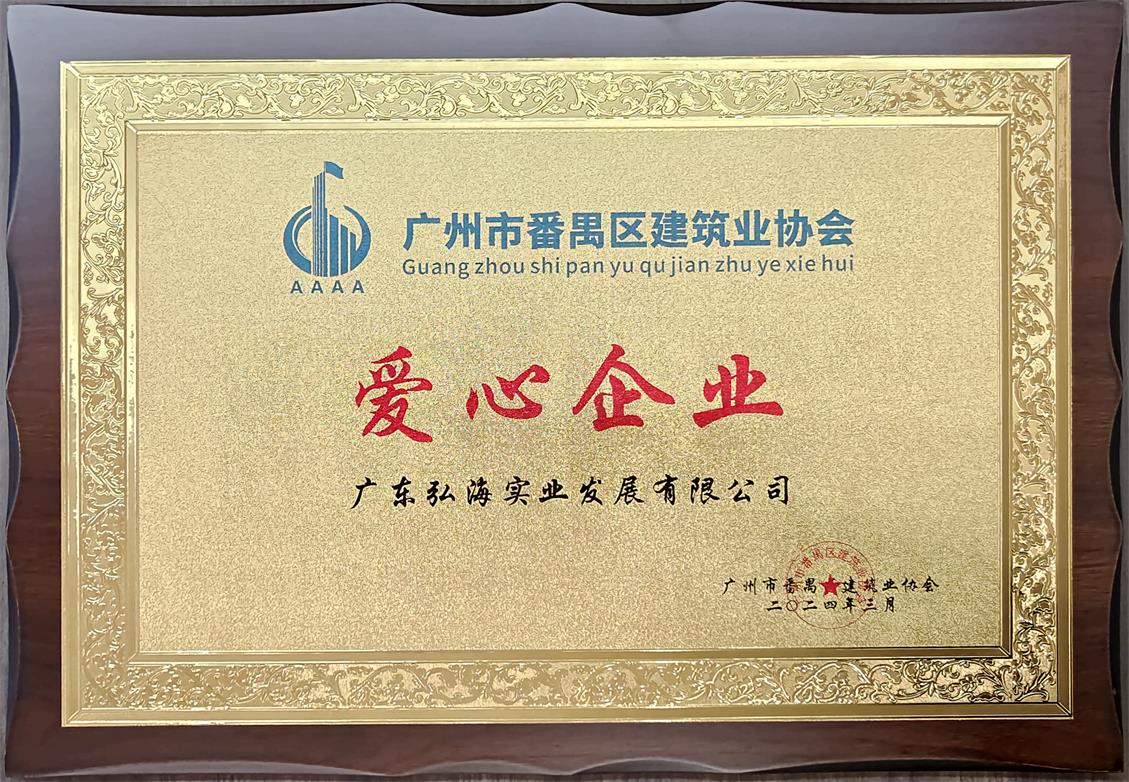 广州市番禺区建筑业协会
Guang zhou shi pan yu qu jian zhu ye xie hui
AAAA
爱心企业
广东弘海实业发展有限公司
广州市番禺区建筑业协会
二〇二四年三月